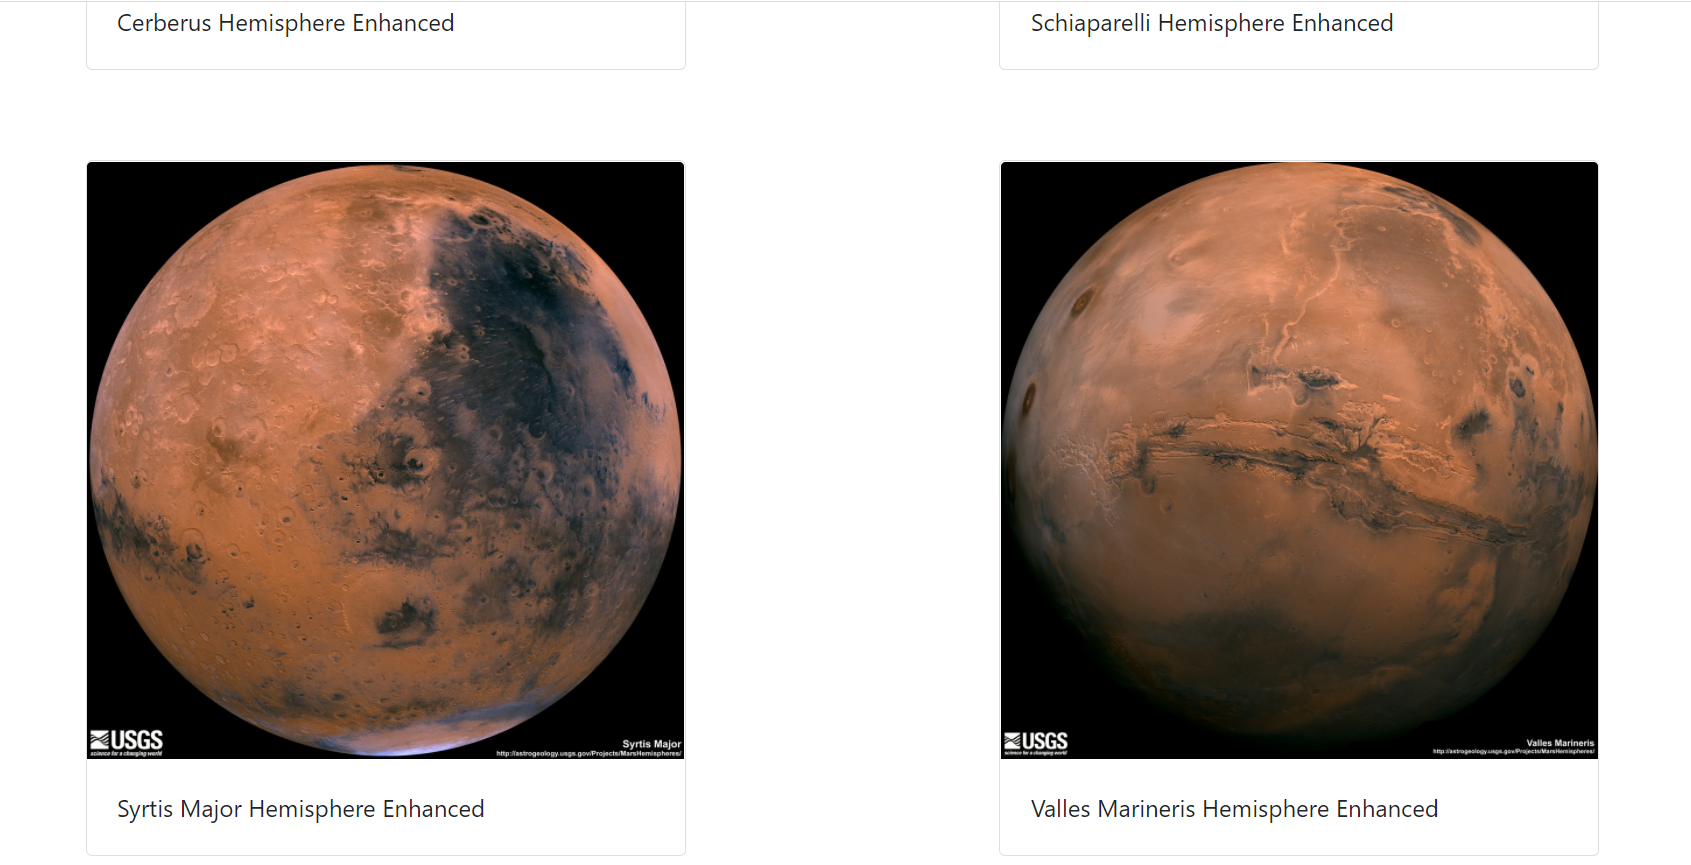 Cerberus Hemisphere Enhanced
Schiaparelli Hemisphere Enhanced
USGS
science for a changing world
Syrtis Major
http://astrogeology.usgs.gov/Projects/MarsHemispheres/
USGS
science for a changing world
Valles Marineris
http://astrogeology.usgs.gov/Projects/MarsHemispheres/
Syrtis Major Hemisphere Enhanced
Valles Marineris Hemisphere Enhanced